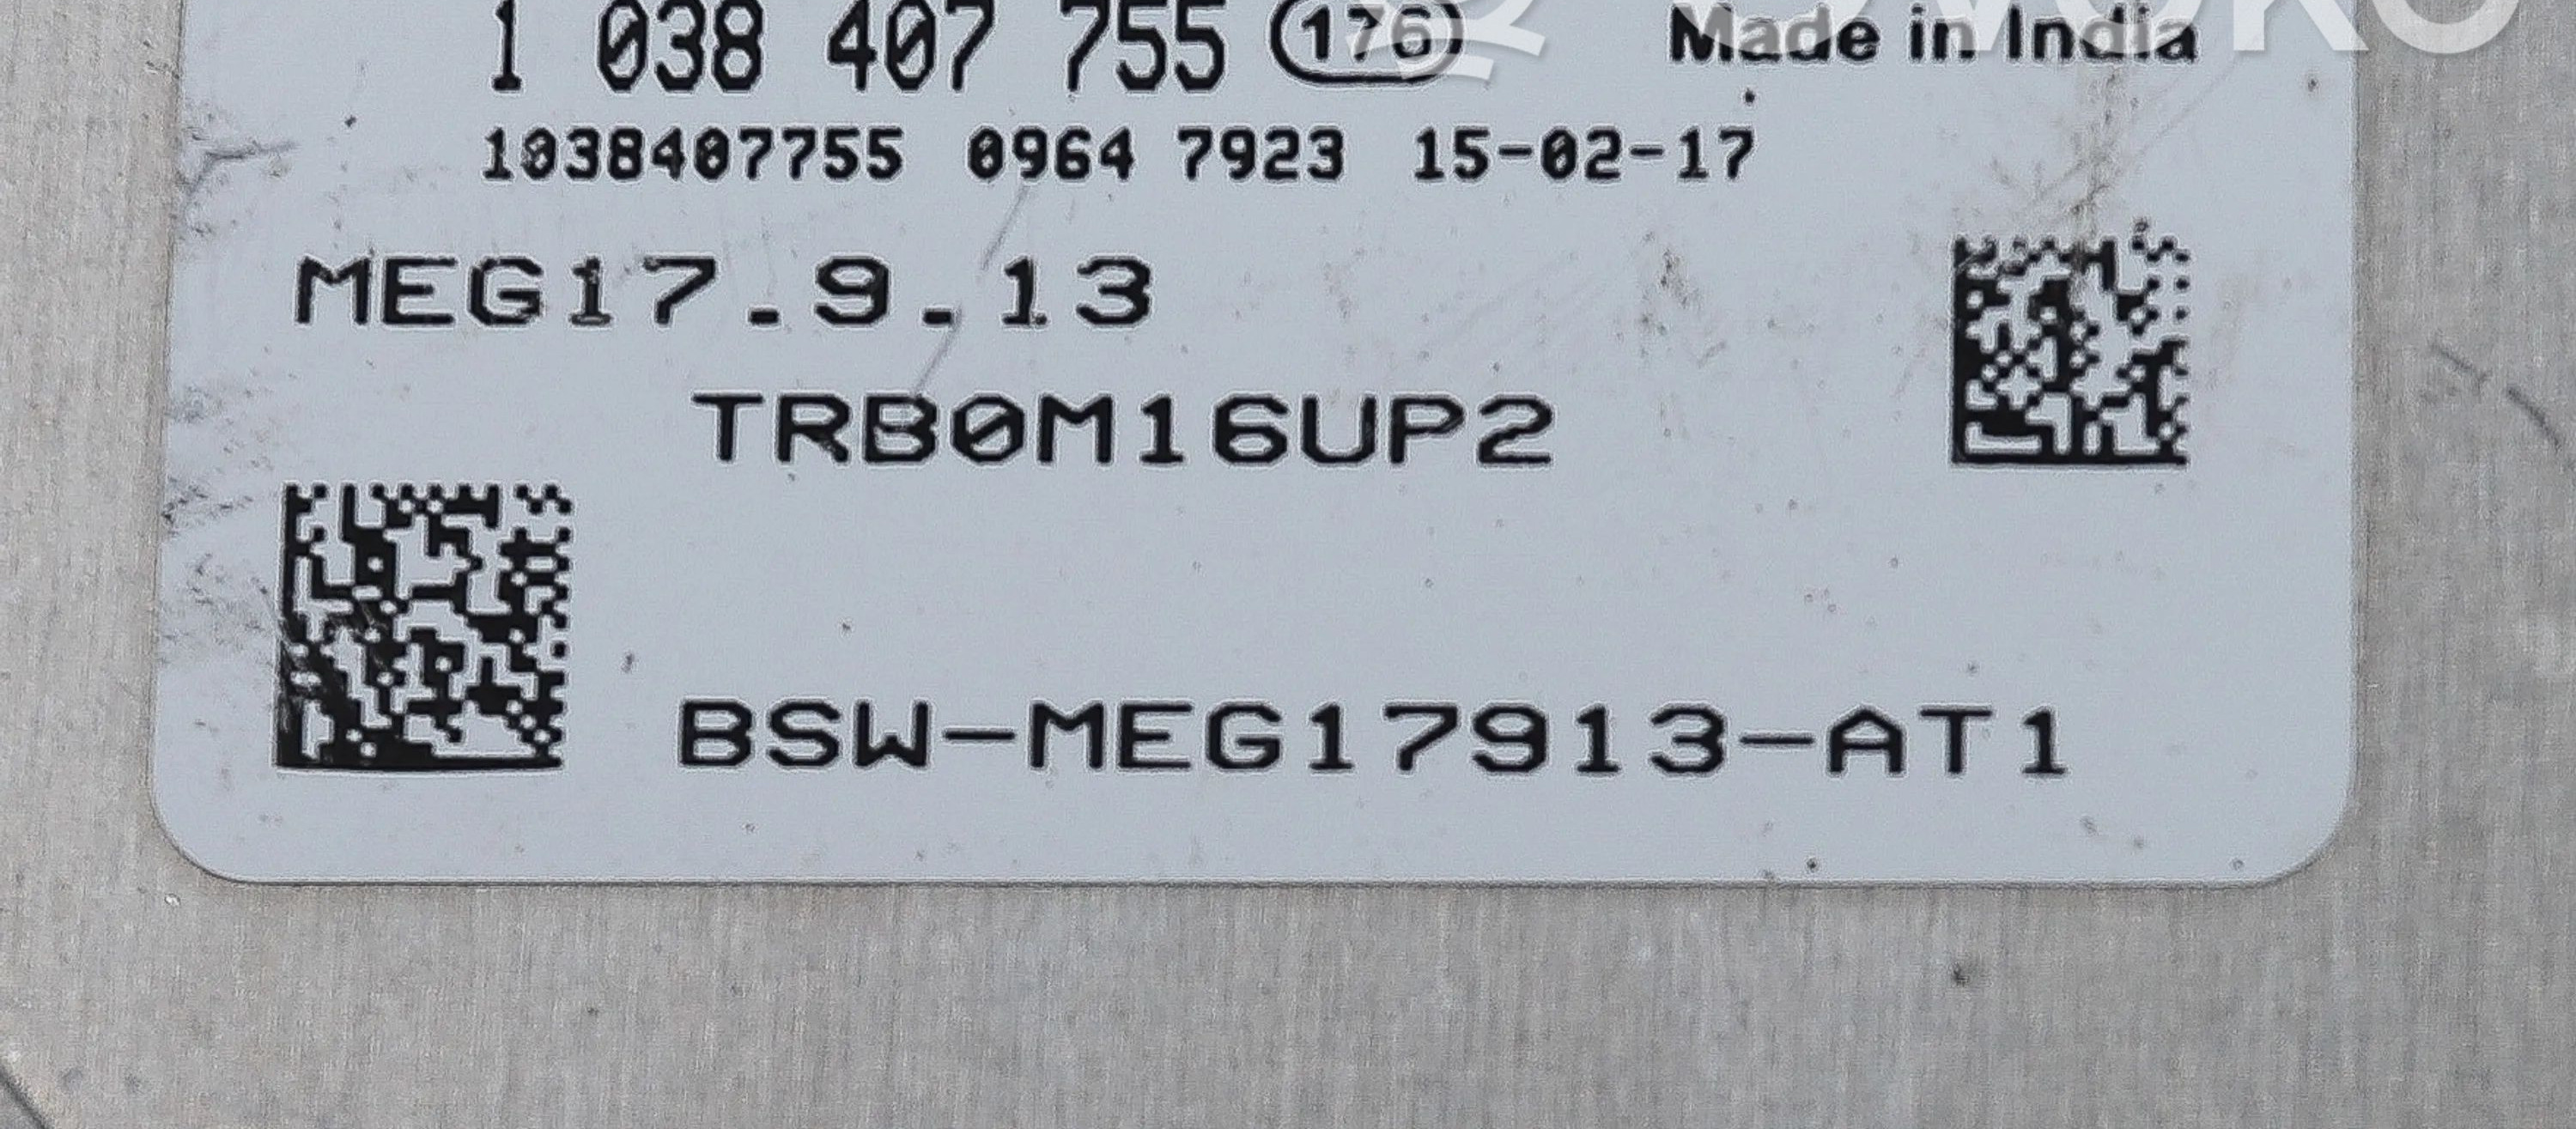 1 038 407 755 176 Made in India
1038407755 0964 7923 15-02-17
MEG17.9.13
TRB0M16UP2
BSW-MEG17913-AT1